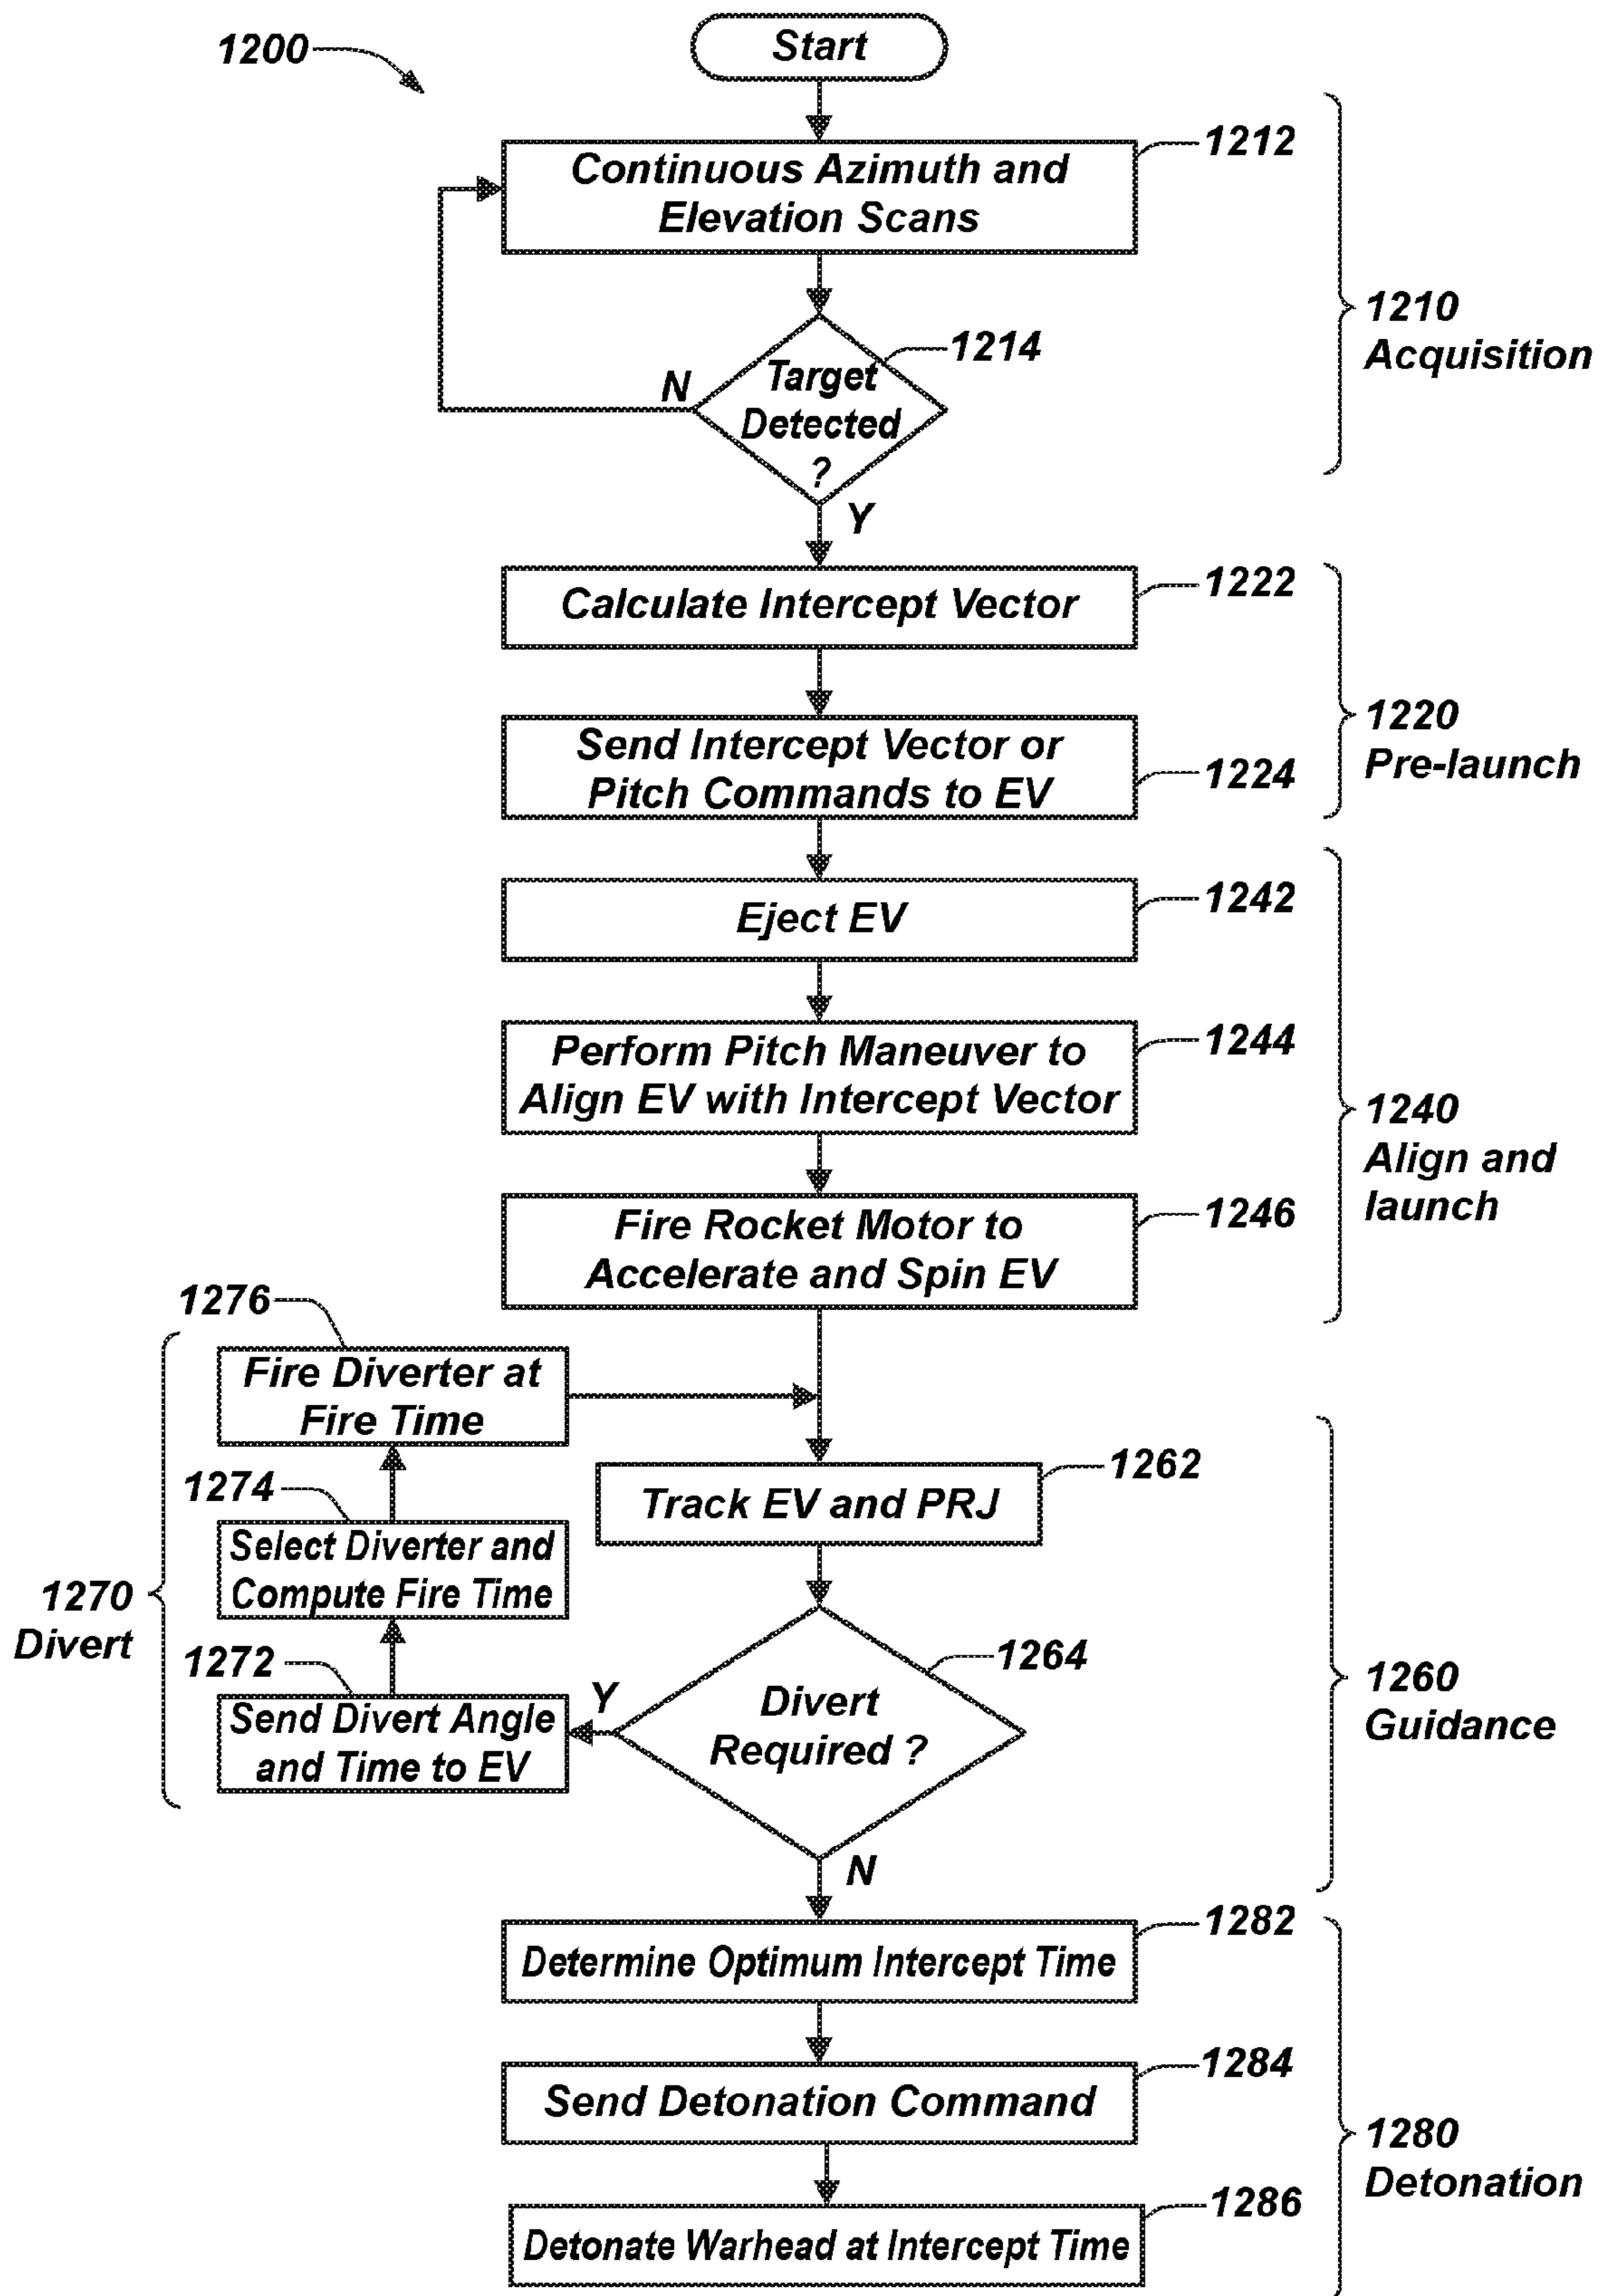 1200
Start
1212
Continuous Azimuth and
Elevation Scans
1210
Acquisition
1214
Target
Detected
?
N
Y
1222
Calculate Intercept Vector
1220
Pre-launch
Send Intercept Vector or
Pitch Commands to EV
1224
1242
Eject EV
1244
Perform Pitch Maneuver to
Align EV with Intercept Vector
1240
Align and
launch
1246
Fire Rocket Motor to
Accelerate and Spin EV
1276
Fire Diverter at
Fire Time
1262
Track EV and PRJ
1274
Select Diverter and
Compute Fire Time
1270
Divert
1272
Send Divert Angle
and Time to EV
Y
1264
Divert
Required ?
1260
Guidance
N
1282
Determine Optimum Intercept Time
1284
Send Detonation Command
1280
Detonation
1286
Detonate Warhead at Intercept Time